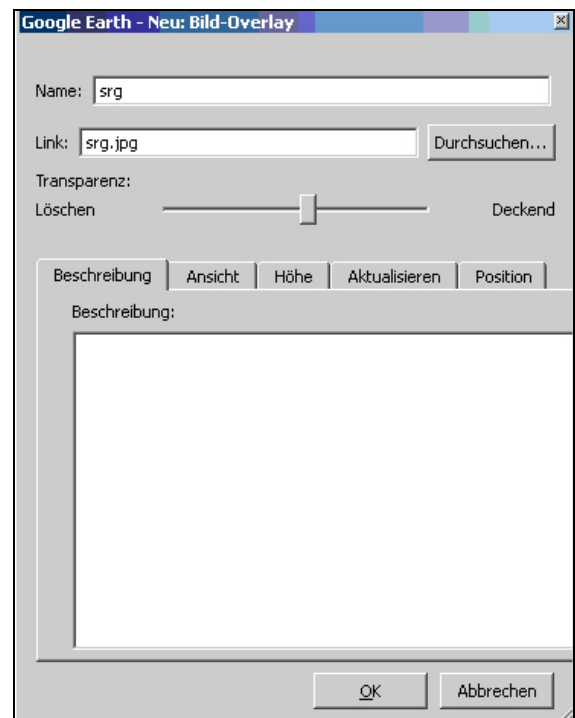 Google Earth - Neu: Bild-Overlay
Name: srg
Link: srg.jpg Durchsuchen...
Transparenz:
Löschen Deckend
Beschreibung Ansicht Höhe Aktualisieren Position
Beschreibung:
OK Abbrechen